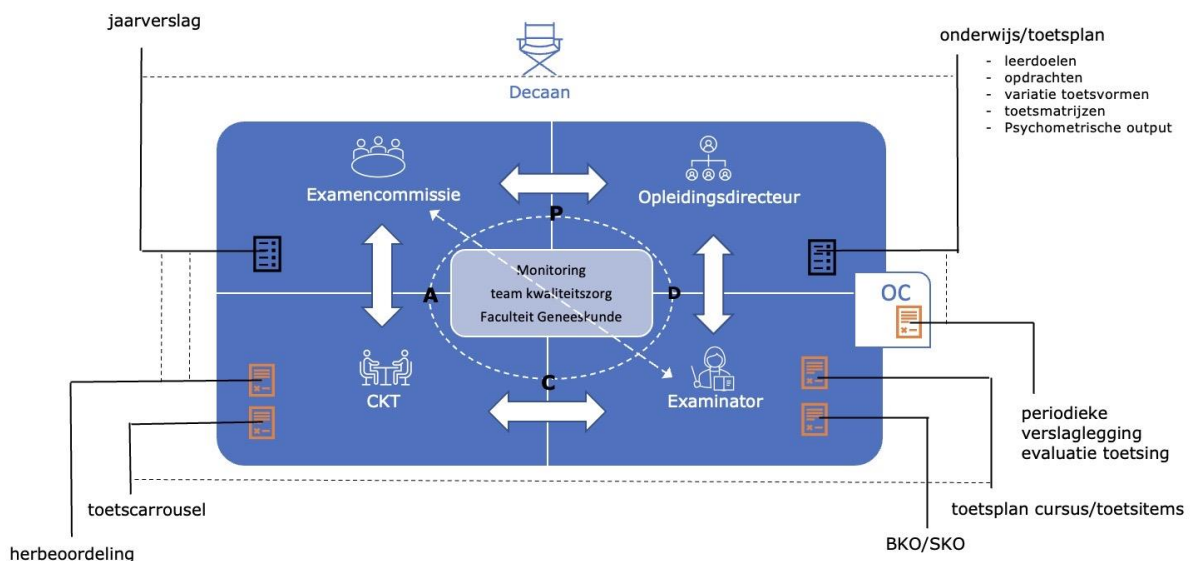 jaarverslag
Decaan
onderwijs/toetsplan
- leerdoelen
- opdrachten
- variatie toetsvormen
- toetsmatrijzen
- Psychometrische output
Examencommissie
Opleidingsdirecteur
P
Monitoring
team kwaliteitzorg
Faculteit Geneeskunde
A
D
OC
C
CKT
Examinator
periodieke
verslaglegging
evaluatie toetsing
toetscarrousel
toetsplan cursus/toetsitems
herbeoordeling
BKO/SKO